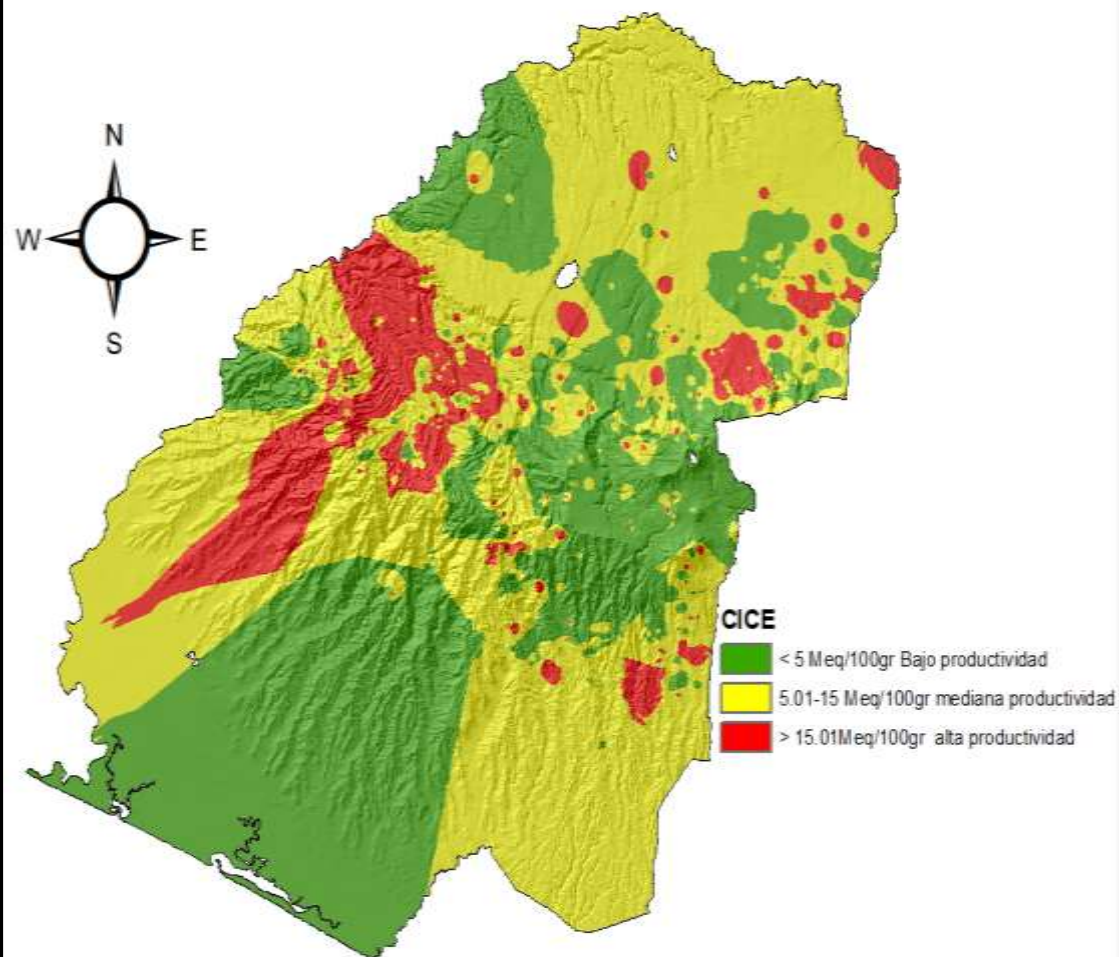 N
W E
S
CICE
< 5 Meq/100gr Bajo productividad
5.01-15 Meq/100gr mediana productividad
> 15.01Meq/100gr alta productividad